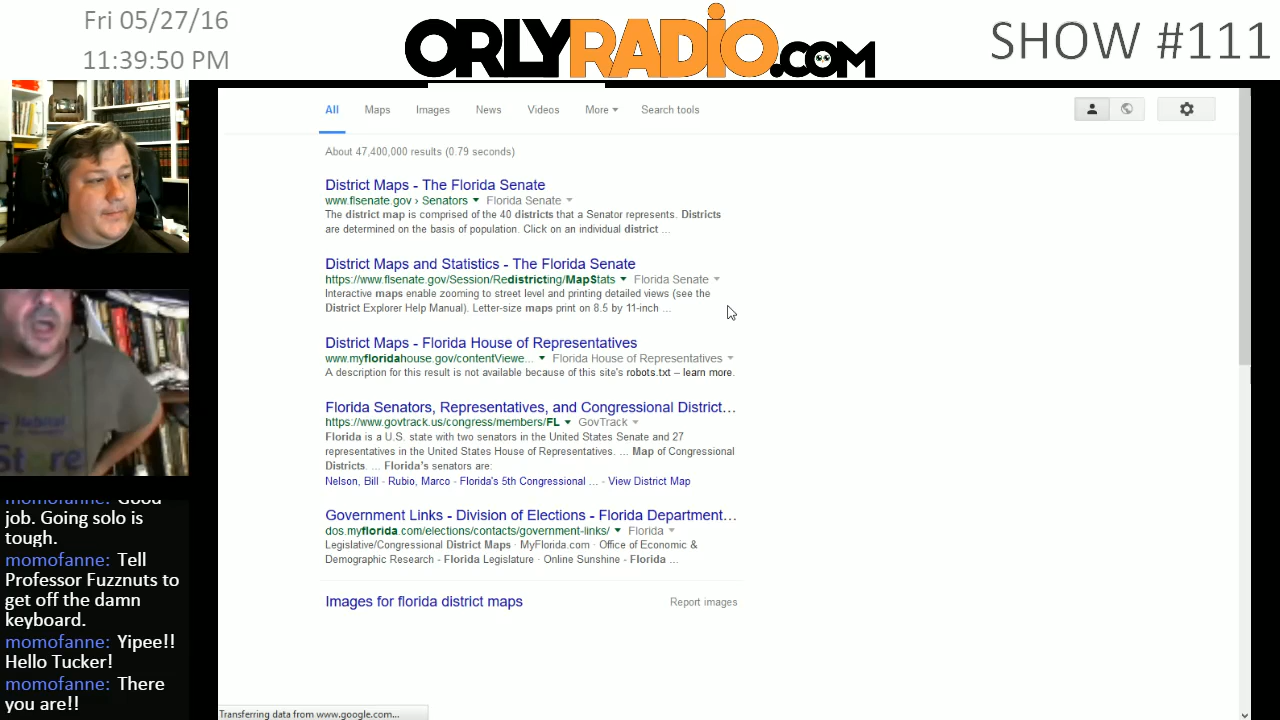 Fri 05/27/16
11:39:50 PM
ORLYRADIO.COM
SHOW #111
All Maps Images News Videos More Search tools
About 47,400,000 results (0.79 seconds)
District Maps - The Florida Senate
www.flsenate.gov › Senators Florida Senate
The district map is comprised of the 40 districts that a Senator represents. Districts
are determined on the basis of population. Click on an individual district ...
District Maps and Statistics - The Florida Senate
https://www.flsenate.gov/Session/Redistricting/MapStats Florida Senate
Interactive maps enable zooming to street level and printing detailed views (see the
District Explorer Help Manual). Letter-size maps print on 8.5 by 11-inch ...
District Maps - Florida House of Representatives
www.myfloridahouse.gov/contentViewe... Florida House of Representatives
A description for this result is not available because of this site's robots.txt – learn more.
Florida Senators, Representatives, and Congressional District...
https://www.govtrack.us/congress/members/FL GovTrack
Florida is a U.S. state with two senators in the United States Senate and 27
representatives in the United States House of Representatives. ... Map of Congressional
Districts. ... Florida's senators are:
Nelson, Bill - Rubio, Marco - Florida's 5th Congressional ... - View District Map
Government Links - Division of Elections - Florida Department...
dos.myflorida.com/elections/contacts/government-links/ Florida
Legislative/Congressional District Maps · MyFlorida.com · Office of Economic &
Demographic Research - Florida Legislature · Online Sunshine - Florida ...
Images for florida district maps
Report images
Transferring data from www.google.com...
momofanne: Good
job. Going solo is
tough.
momofanne: Tell
Professor Fuzznuts to
get off the damn
keyboard.
momofanne: Yipee!!
Hello Tucker!
momofanne: There
you are!!